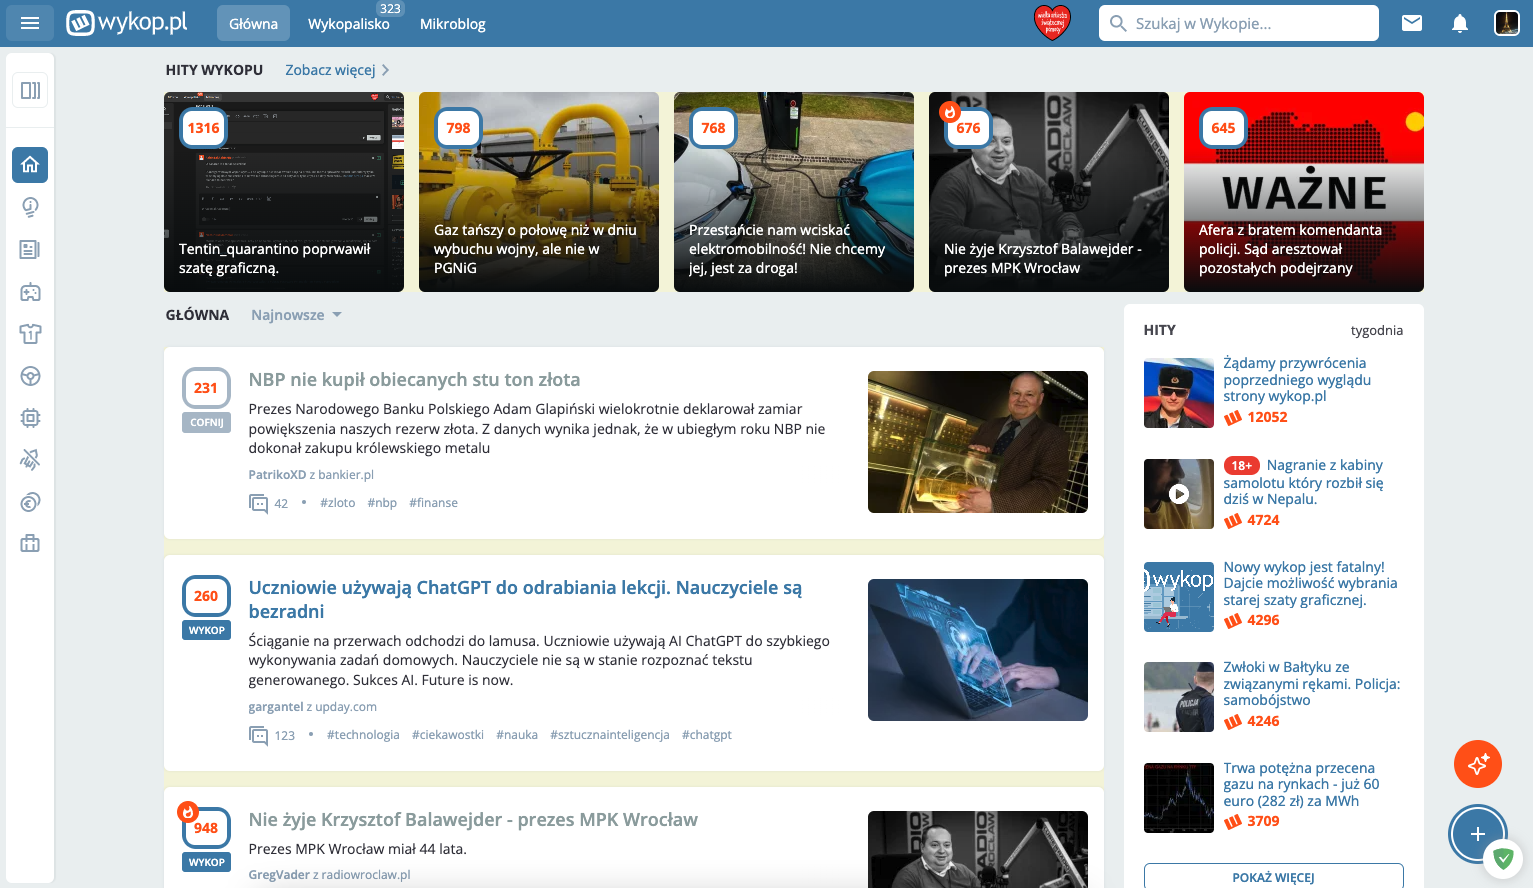 wykop.pl
Główna
Wykopalisko
323
Mikroblog
wielka orkiestra
świątecznej
pomocy
Szukaj w Wykopie...
HITY WYKOPU
Zobacz więcej
1316
Tentin_quarantino poprwawił
szatę graficzną.
798
Gaz tańszy o połowę niż w dniu
wybuchu wojny, ale nie w
PGNiG
768
Przestańcie nam wciskać
elektromobilność! Nie chcemy
jej, jest za droga!
676
RADIO
WROCŁAW
Nie żyje Krzysztof Balawejder -
prezes MPK Wrocław
645
WAŻNE
Afera z bratem komendanta
policji. Sąd aresztował
pozostałych podejrzany
GŁÓWNA
Najnowsze
231
COFNIJ
NBP nie kupił obiecanych stu ton złota
Prezes Narodowego Banku Polskiego Adam Glapiński wielokrotnie deklarował zamiar
powiększenia naszych rezerw złota. Z danych wynika jednak, że w ubiegłym roku NBP nie
dokonał zakupu królewskiego metalu
PatrikoXD z bankier.pl
42 • #zloto #nbp #finanse
260
WYKOP
Uczniowie używają ChatGPT do odrabiania lekcji. Nauczyciele są
bezradni
Ściąganie na przerwach odchodzi do lamusa. Uczniowie używają AI ChatGPT do szybkiego
wykonywania zadań domowych. Nauczyciele nie są w stanie rozpoznać tekstu
generowanego. Sukces AI. Future is now.
gargantel z upday.com
123 • #technologia #ciekawostki #nauka #sztucznainteligencja #chatgpt
948
WYKOP
Nie żyje Krzysztof Balawejder - prezes MPK Wrocław
Prezes MPK Wrocław miał 44 lata.
GregVader z radiowroclaw.pl
HITY
tygodnia
Żądamy przywrócenia
poprzedniego wyglądu
strony wykop.pl
12052
18+ Nagranie z kabiny
samolotu który rozbił się
dziś w Nepalu.
4724
wykop
Nowy wykop jest fatalny!
Dajcie możliwość wybrania
starej szaty graficznej.
4296
POLICJA
Zwłoki w Bałtyku ze
związanymi rękami. Policja:
samobójstwo
4246
Trwa potężna przecena
gazu na rynkach - już 60
euro (282 zł) za MWh
3709
POKAŻ WIĘCEJ